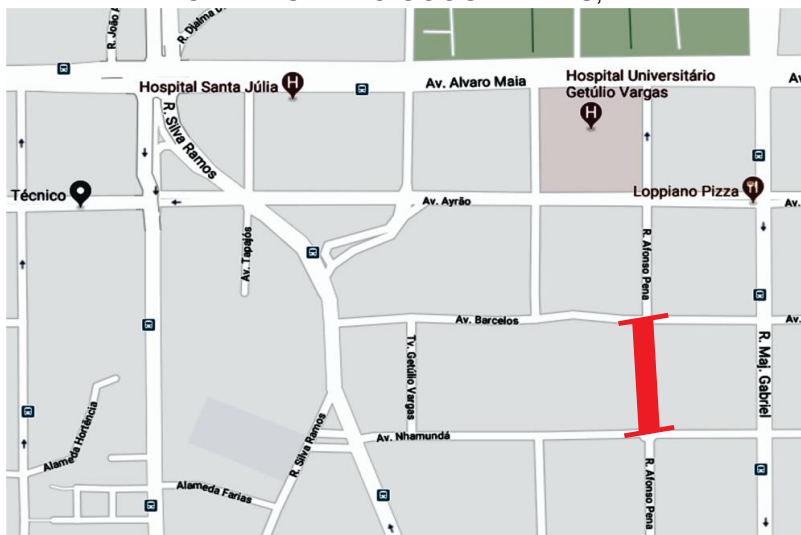 R. Djalma
Hospital Santa Júlia
H
Av. Alvaro Maia
Hospital Universitário
Getúlio Vargas
H
Av
R. Silva Ramos
Técnico
Loppiano Pizza
Av. Ayrão
Av.
Av. Tapajós
R. Afonso Pena
Av. Barcelos
Av.
Tv. Getúlio Vargas
R. Maj. Gabriel
Alameda Hortência
R. Silva Ramos
Av. Nhamundá
Alameda Farias
R. Afonso Pena